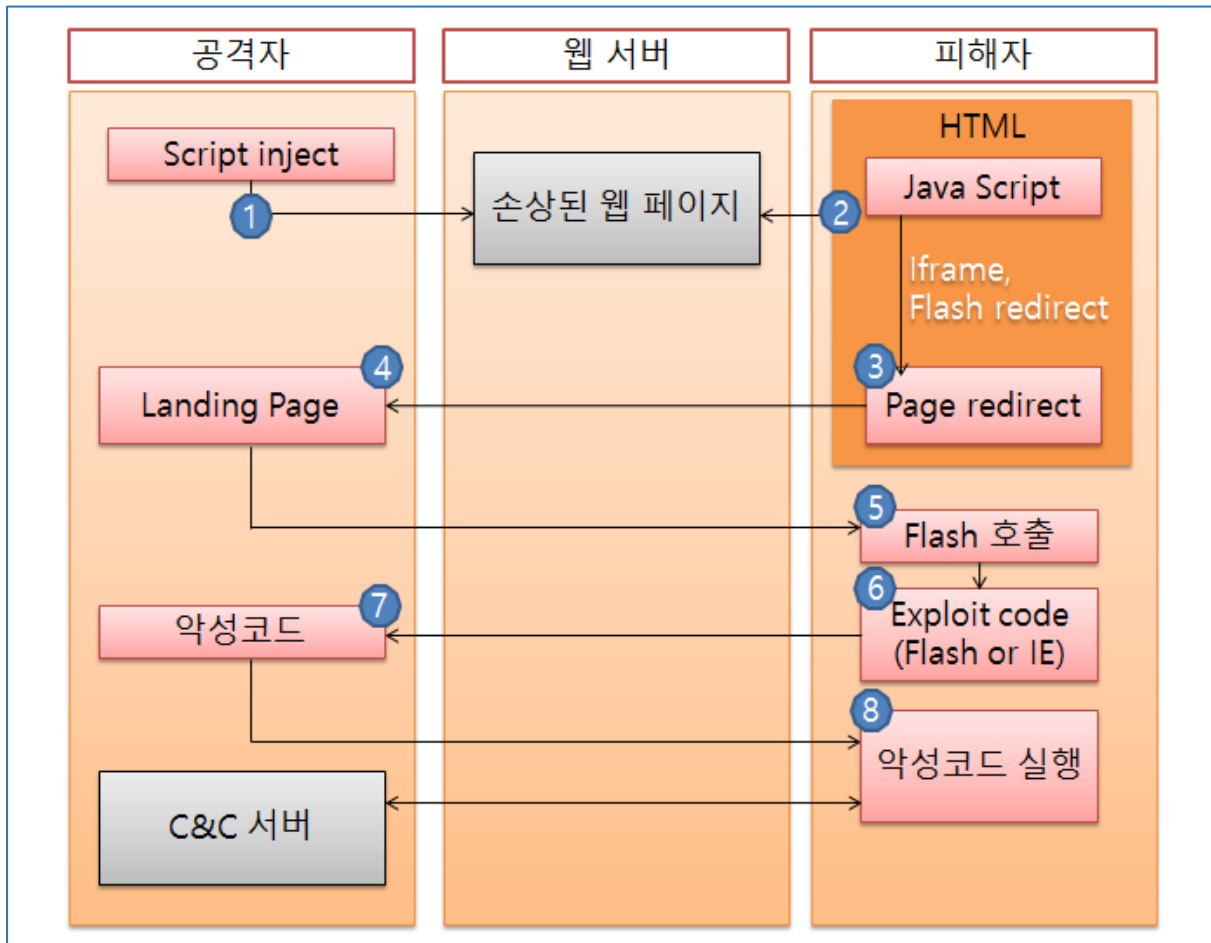 공격자
웹 서버
피해자
HTML
Script inject
Java Script
손상된 웹 페이지
1
2
Iframe,
Flash redirect
4
3
Landing Page
Page redirect
5
Flash 호출
7
6
악성코드
Exploit code
(Flash or IE)
8
악성코드 실행
C&C 서버